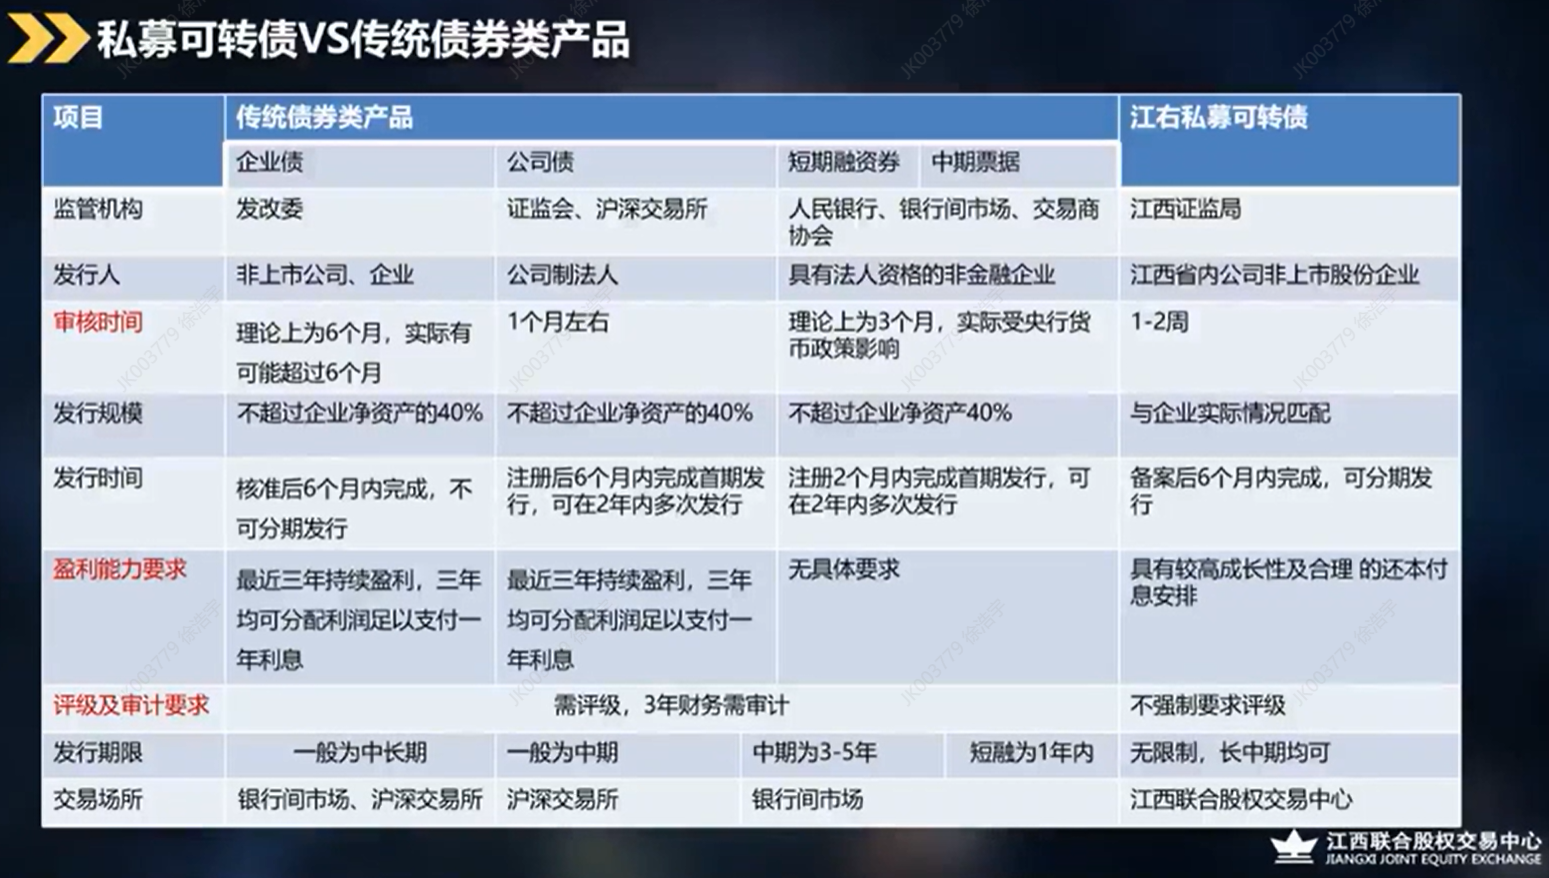 私募可转债VS传统债券类产品
项目
传统债券类产品
江右私募可转债
企业债
公司债
短期融资券
中期票据
监管机构
发改委
证监会、沪深交易所
人民银行、银行间市场、交易商
协会
江西证监局
发行人
非上市公司、企业
公司制法人
具有法人资格的非金融企业
江西省内公司非上市股份企业
审核时间
理论上为6个月，实际有
可能超过6个月
1个月左右
理论上为3个月，实际受央行货
币政策影响
1-2周
发行规模
不超过企业净资产的40%
不超过企业净资产的40%
不超过企业净资产40%
与企业实际情况匹配
发行时间
核准后6个月内完成，不
可分期发行
注册后6个月内完成首期发
行，可在2年内多次发行
注册2个月内完成首期发行，可
在2年内多次发行
备案后6个月内完成，可分期发
行
盈利能力要求
最近三年持续盈利，三年
均可分配利润足以支付一
年利息
最近三年持续盈利，三年
均可分配利润足以支付一
年利息
无具体要求
具有较高成长性及合理 的还本付
息安排
评级及审计要求
需评级，3年财务需审计
不强制要求评级
发行期限
一般为中长期
一般为中期
中期为3-5年
短融为1年内
无限制，长中期均可
交易场所
银行间市场、沪深交易所
沪深交易所
银行间市场
江西联合股权交易中心
江西联合股权交易中心
JIANGXI JOINT EQUITY EXCHANGE
JK003779 徐浩宇